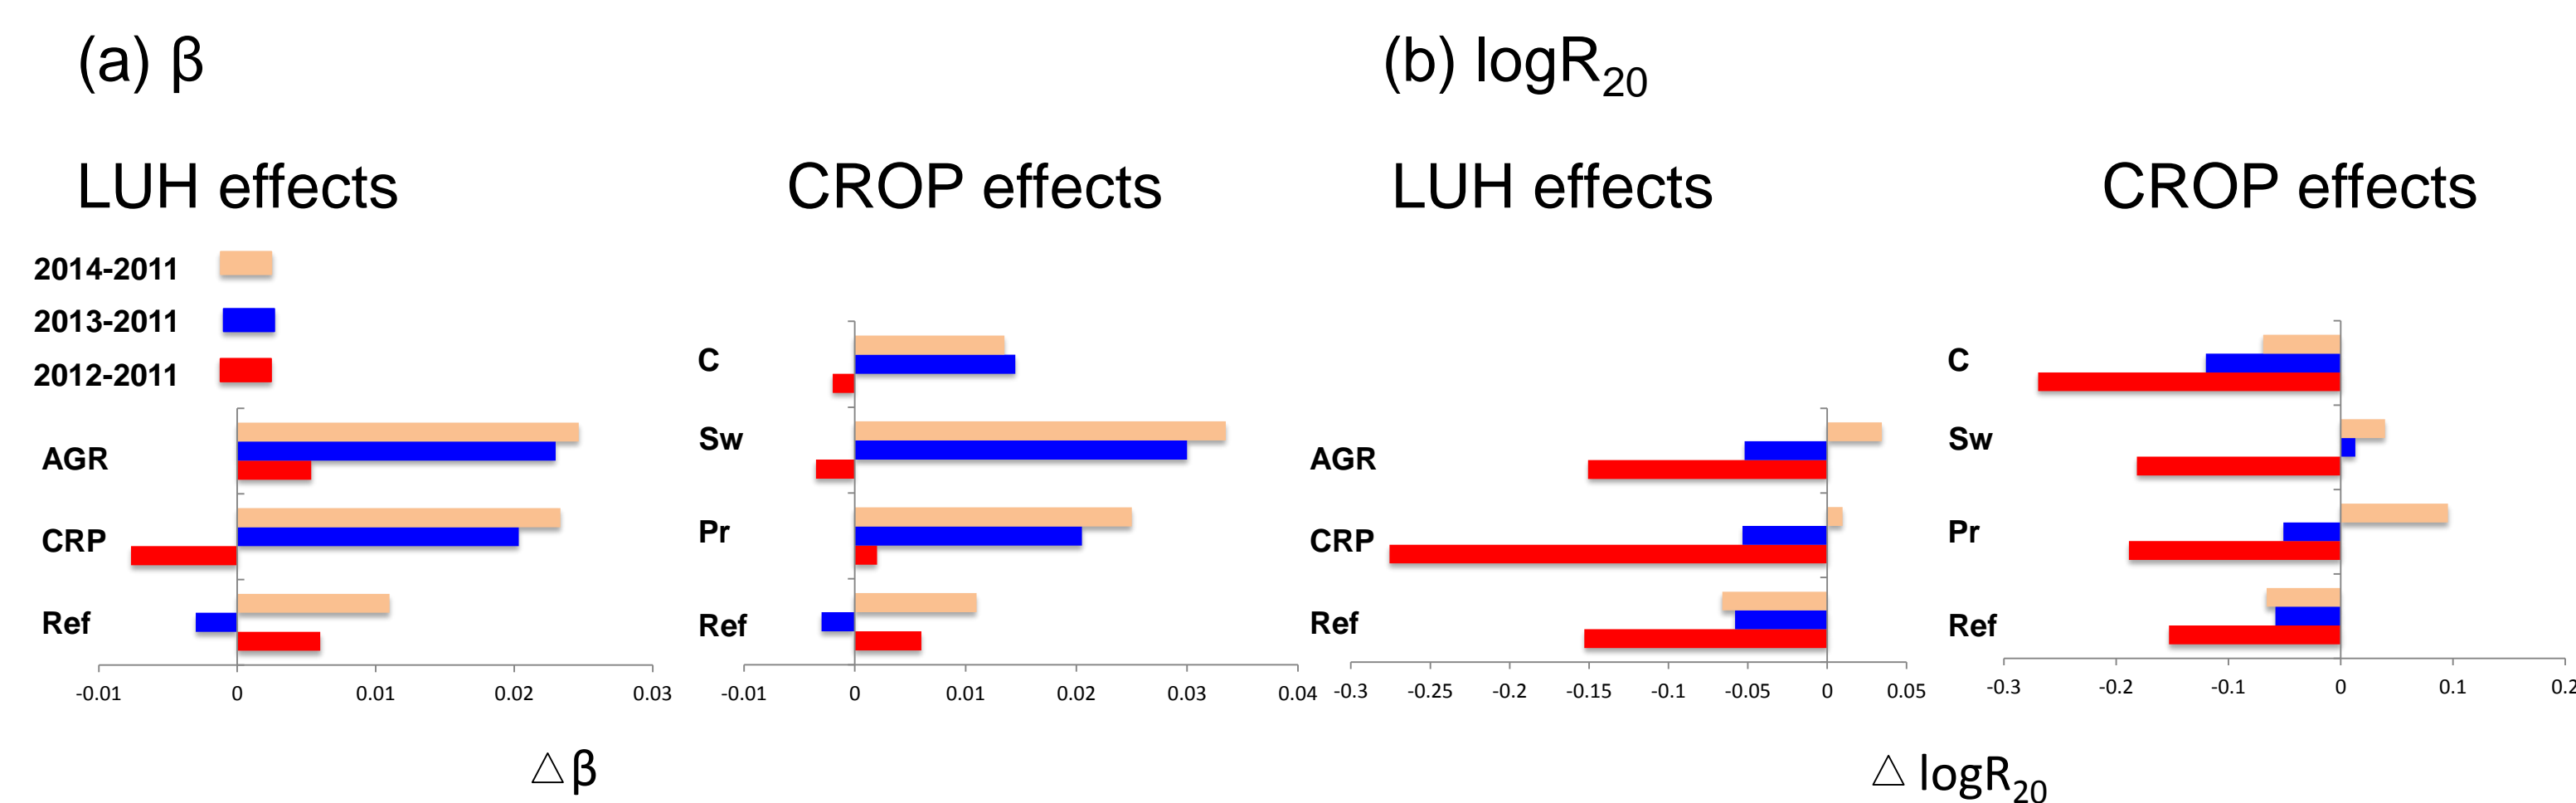 (a) β
(b) logR20
LUH effects
CROP effects
LUH effects
CROP effects
2014-2011
2013-2011
2012-2011
AGR
CRP
Ref
-0.01 0 0.01 0.02 0.03
C
Sw
Pr
Ref
-0.01 0 0.01 0.02 0.03 0.04
△β
AGR
CRP
Ref
-0.3 -0.25 -0.2 -0.15 -0.1 -0.05 0 0.05
C
Sw
Pr
Ref
-0.3 -0.2 -0.1 0 0.1 0.2
△ logR20